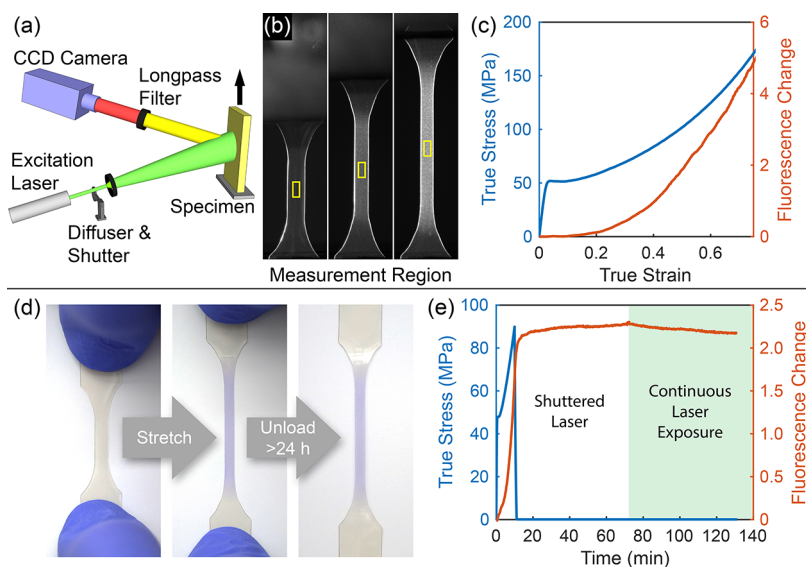 (a)
CCD Camera
Longpass
Filter
Excitation
Laser
Diffuser &
Shutter
Specimen
(b)
Measurement Region
(c)
True Stress (MPa)
200
150
100
50
0
0
0.2
0.4
0.6
True Strain
6
4
2
0
Fluorescence Change
(d)
Stretch
Unload
>24 h
(e)
True Stress (MPa)
100
80
60
40
20
0
Shuttered
Laser
Continuous
Laser
Exposure
0
20
40
60
80
100
120
140
Time (min)
2.5
2.0
1.5
1.0
0.5
0
Fluorescence Change